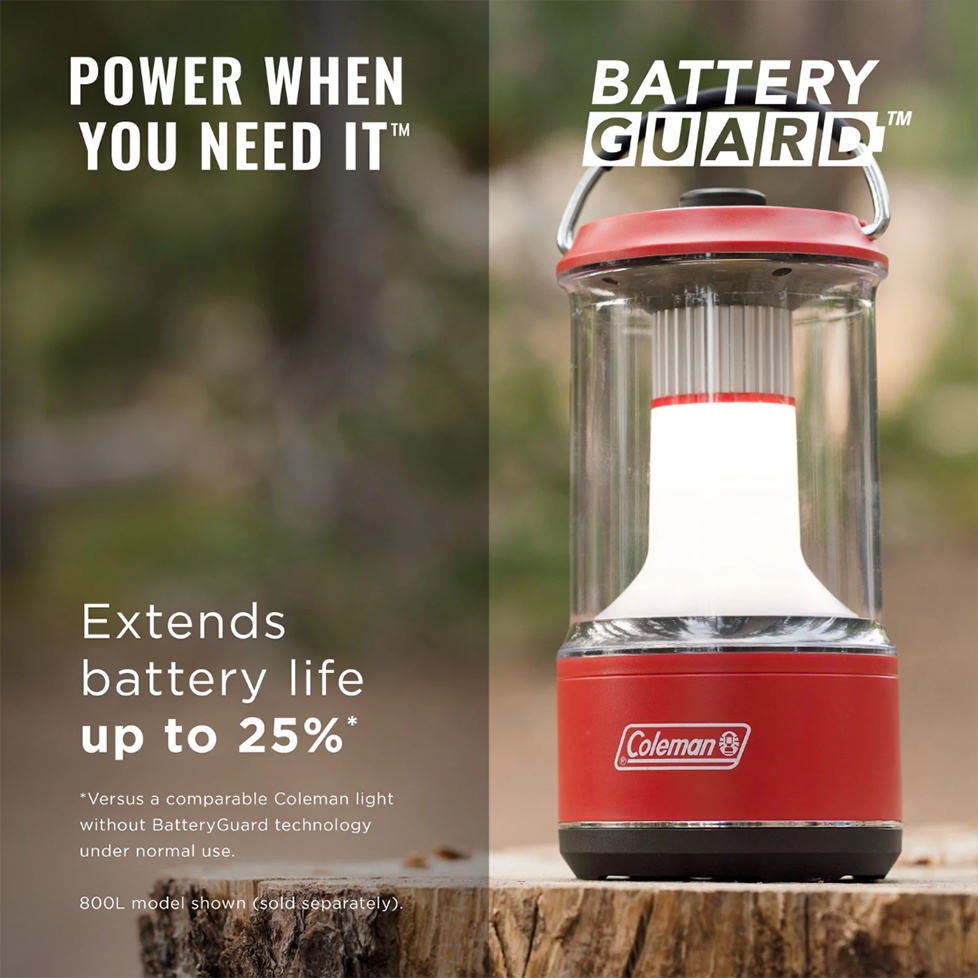 POWER WHEN
YOU NEED IT™
BATTERY
GUARD™
Extends
battery life
up to 25%*
*Versus a comparable Coleman light
without BatteryGuard technology
under normal use.
800L model shown (sold separately).
Coleman ®